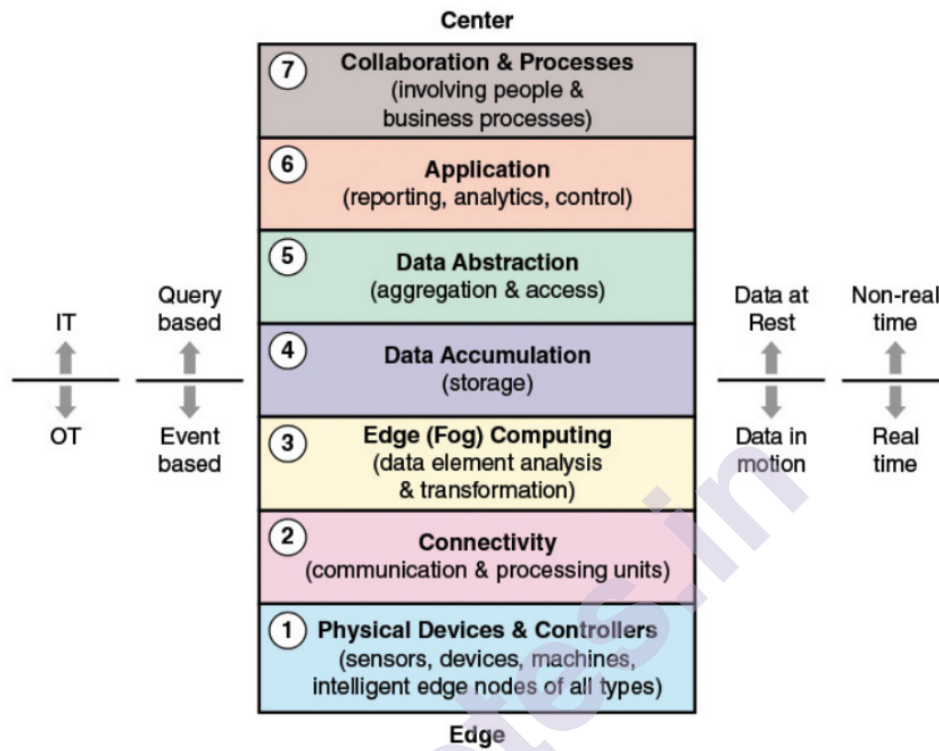 Center
7
Collaboration & Processes
(involving people &
business processes)
6
Application
(reporting, analytics, control)
5
Data Abstraction
(aggregation & access)
4
Data Accumulation
(storage)
3
Edge (Fog) Computing
(data element analysis
& transformation)
2
Connectivity
(communication & processing units)
1
Physical Devices & Controllers
(sensors, devices, machines,
intelligent edge nodes of all types)
Edge
IT
OT
Query
based
Event
based
Data at
Rest
Data in
motion
Non-real
time
Real
time
tes.in